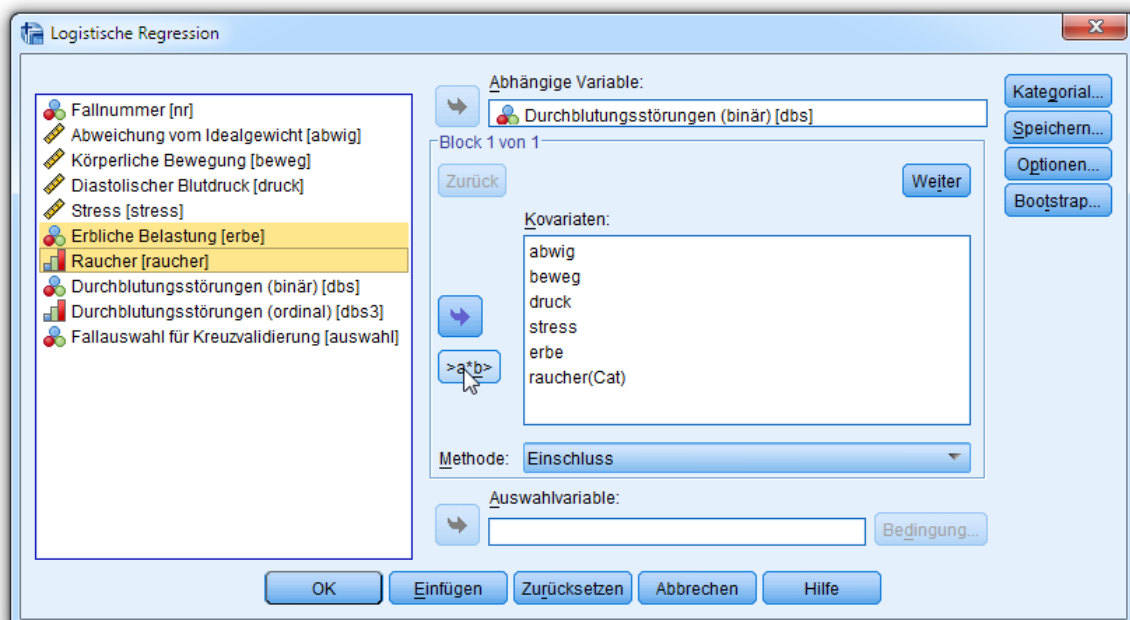 Logistische Regression
Fallnummer [nr]
Abweichung vom Idealgewicht [abwig]
Körperliche Bewegung [beweg]
Diastolischer Blutdruck [druck]
Stress [stress]
Erbliche Belastung [erbe]
Raucher [raucher]
Durchblutungsstörungen (binär) [dbs]
Durchblutungsstörungen (ordinal) [dbs3]
Fallauswahl für Kreuzvalidierung [auswahl]
Abhängige Variable:
Durchblutungsstörungen (binär) [dbs]
Block 1 von 1
Zurück
Weiter
Kovariaten:
abwig
beweg
druck
stress
erbe
raucher(Cat)
>a*b>
Methode:
Einschluss
Auswahlvariable:
Bedingung...
Kategorial...
Speichern...
Optionen...
Bootstrap...
OK
Einfügen
Zurücksetzen
Abbrechen
Hilfe